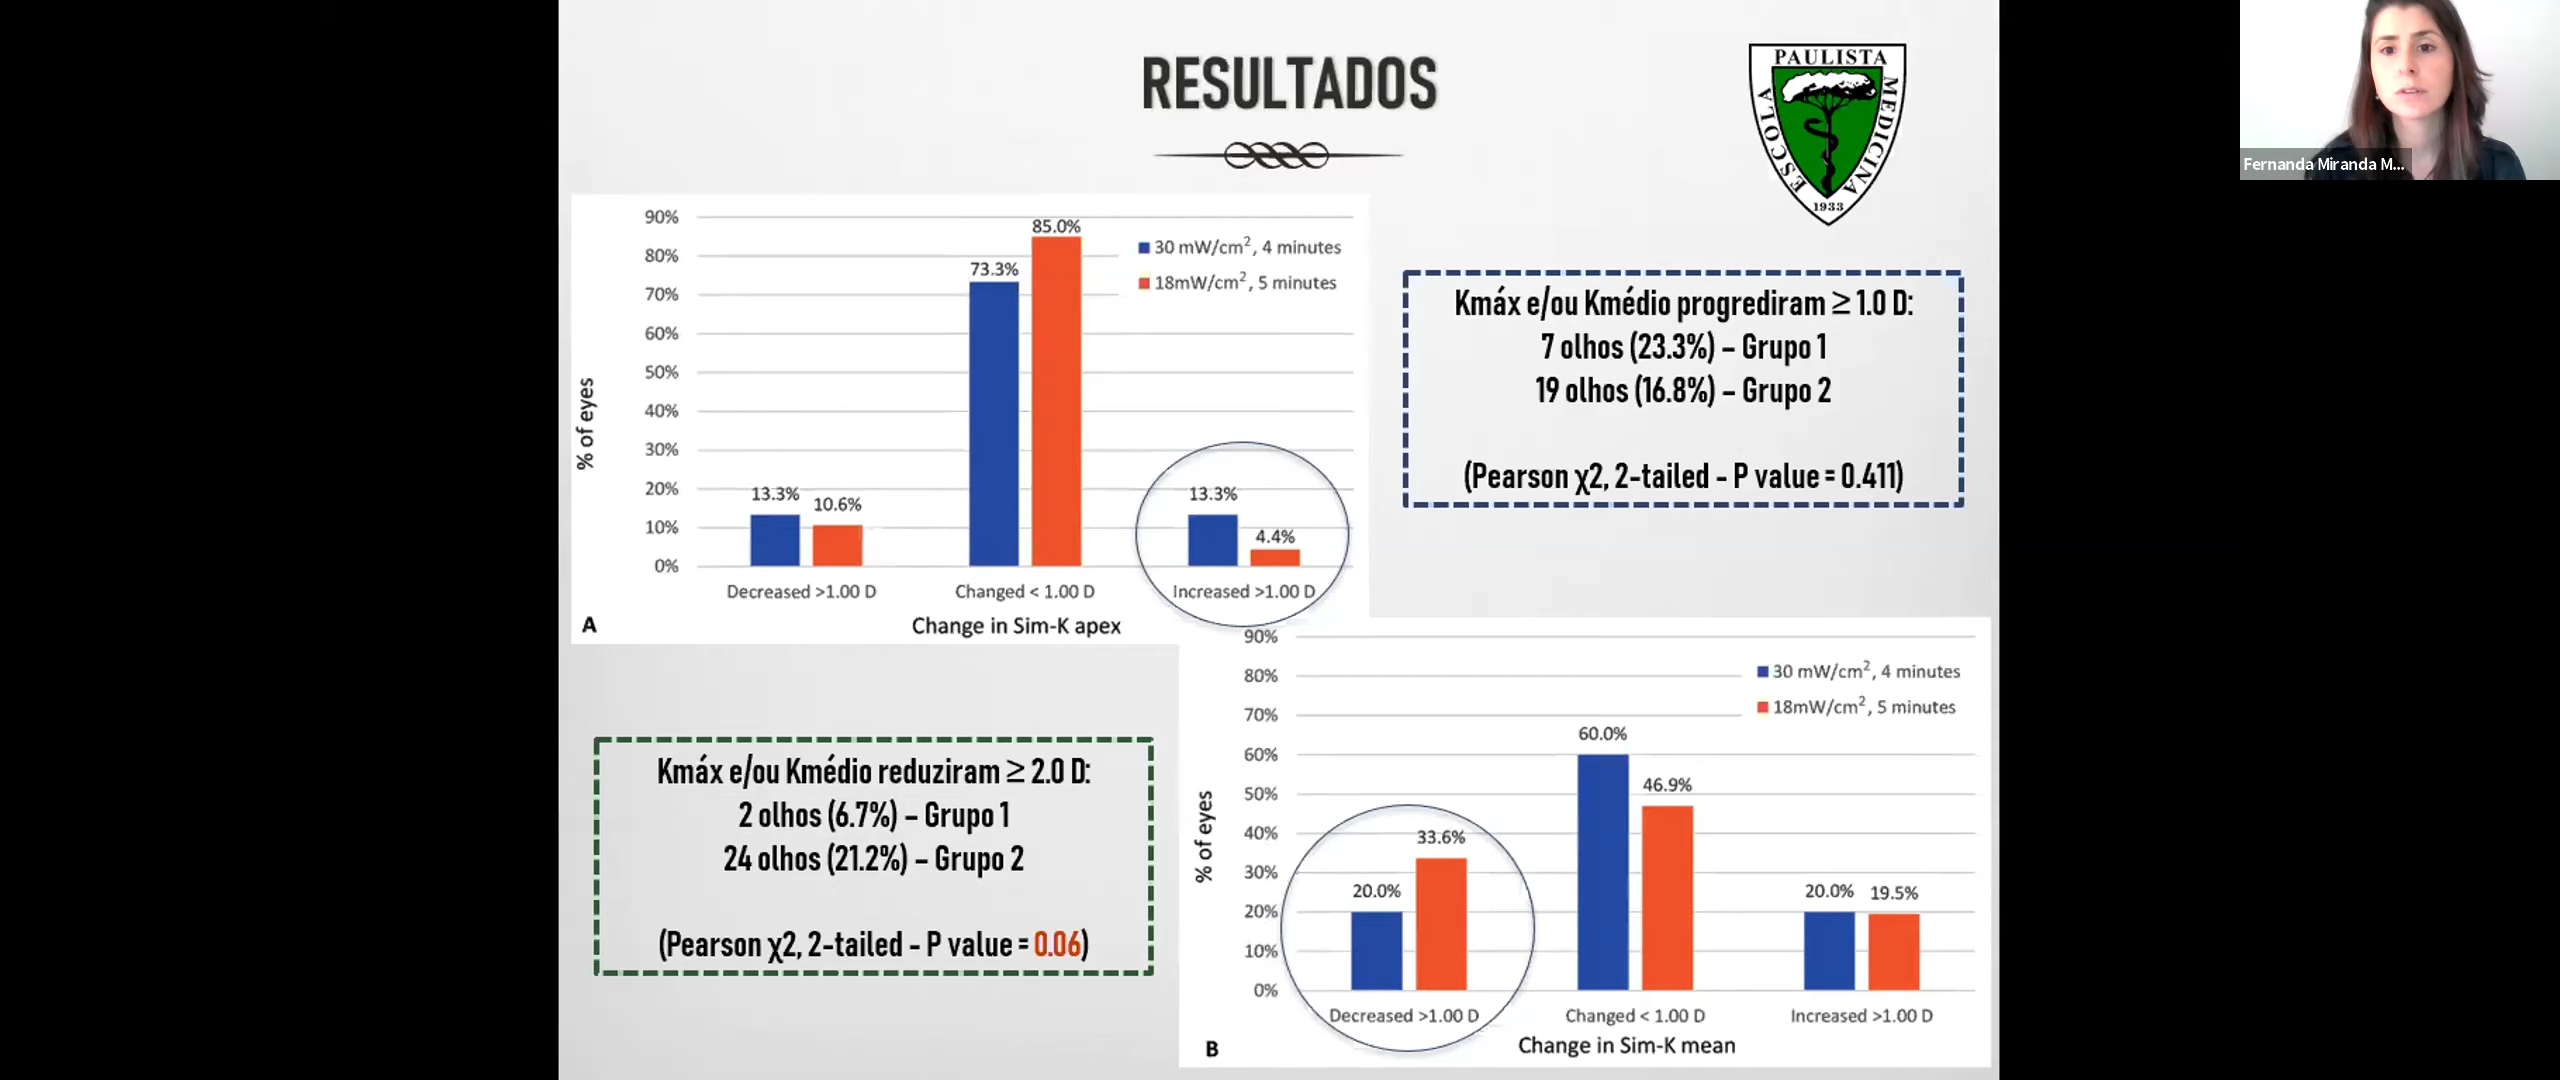 RESULTADOS
ESCOLA PAULISTA MEDICINA
1933
Fernanda Miranda M...
90%
80%
70%
60%
50%
40%
30%
20%
10%
0%
% of eyes
30 mW/cm², 4 minutes
18mW/cm², 5 minutes
13.3%
10.6%
73.3%
85.0%
13.3%
4.4%
Decreased >1.00 D
Changed < 1.00 D
Increased >1.00 D
A
Change in Sim-K apex
Kmáx e/ou Kmédio progrediram ≥ 1.0 D:
7 olhos (23.3%) – Grupo 1
19 olhos (16.8%) – Grupo 2
(Pearson χ2, 2-tailed - P value = 0.411)
Kmáx e/ou Kmédio reduziram ≥ 2.0 D:
2 olhos (6.7%) – Grupo 1
24 olhos (21.2%) – Grupo 2
(Pearson χ2, 2-tailed - P value = 0.06)
90%
80%
70%
60%
50%
40%
30%
20%
10%
0%
% of eyes
30 mW/cm², 4 minutes
18mW/cm², 5 minutes
20.0%
33.6%
60.0%
46.9%
20.0%
19.5%
Decreased >1.00 D
Changed < 1.00 D
Increased >1.00 D
B
Change in Sim-K mean